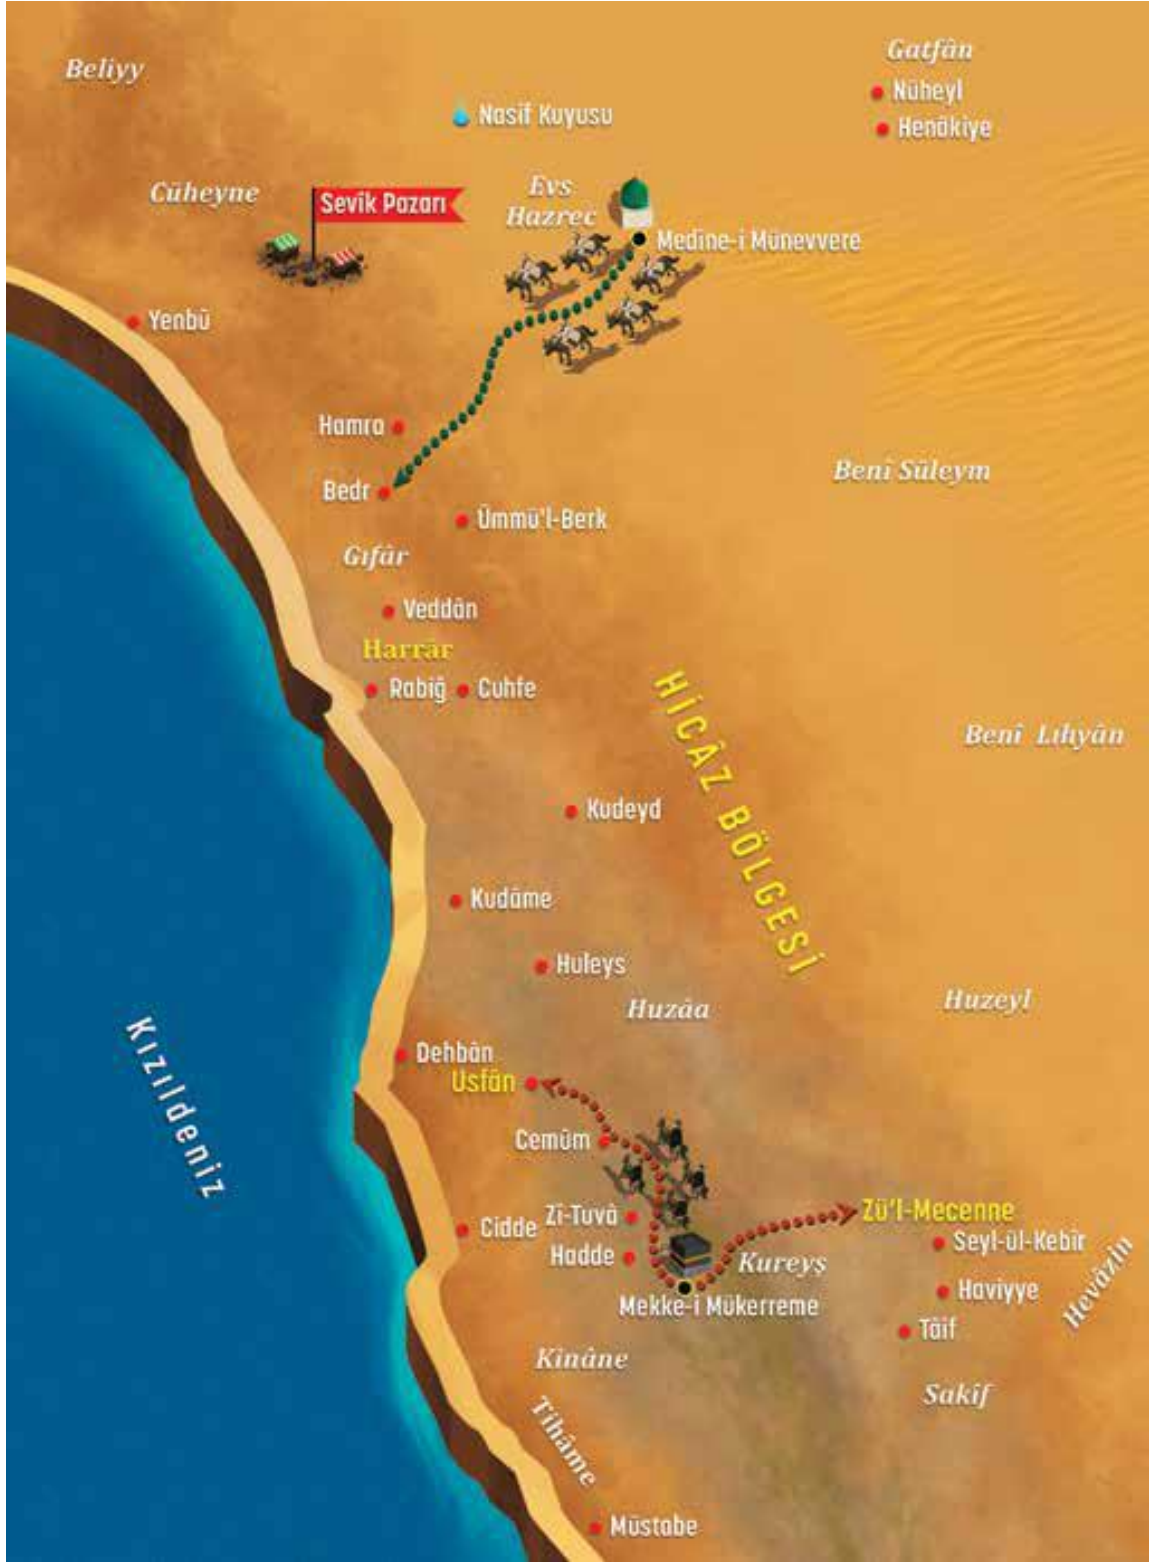 Gatfân
Beliyy
Nüheyl
Nasif Kuyusu
Henâkiye
Cüheyne
Sevîk Pazarı
Evs
Hazrec
Medîne-i Münevvere
Yenbû
Hamra
Benî Süleym
Bedr
Ümmü'l-Berk
Gıfâr
Veddân
Harrâr
Rabiğ
Cuhfe
HİCÂZ BÖLGESİ
Benî Lıhyân
Kudeyd
Kudâme
Huleys
Huzâa
Huzeyl
Kızıldeniz
Dehbân
Usfân
Cemûm
Zî-Tuvâ
Zü'l-Mecenne
Cidde
Seyl-ül-Kebîr
Hadde
Kureyş
Hevâzin
Haviyye
Mekke-i Mükerreme
Tâif
Kinâne
Sakîf
Tihâme
Müstabe